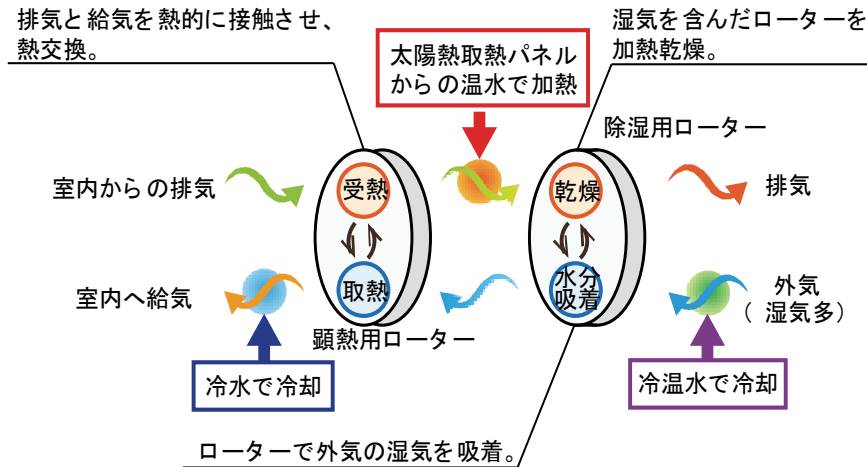 排気と給気を熱的に接触させ、
熱交換。
湿気を含んだローターを
加熱乾燥。
太陽熱取熱パネル
からの温水で加熱
除湿用ローター
室内からの排気
受熱
乾燥
排気
室内へ給気
取熱
水分
吸着
外気
(湿気多)
顕熱用ローター
冷水で冷却
冷温水で冷却
ローターで外気の湿気を吸着。